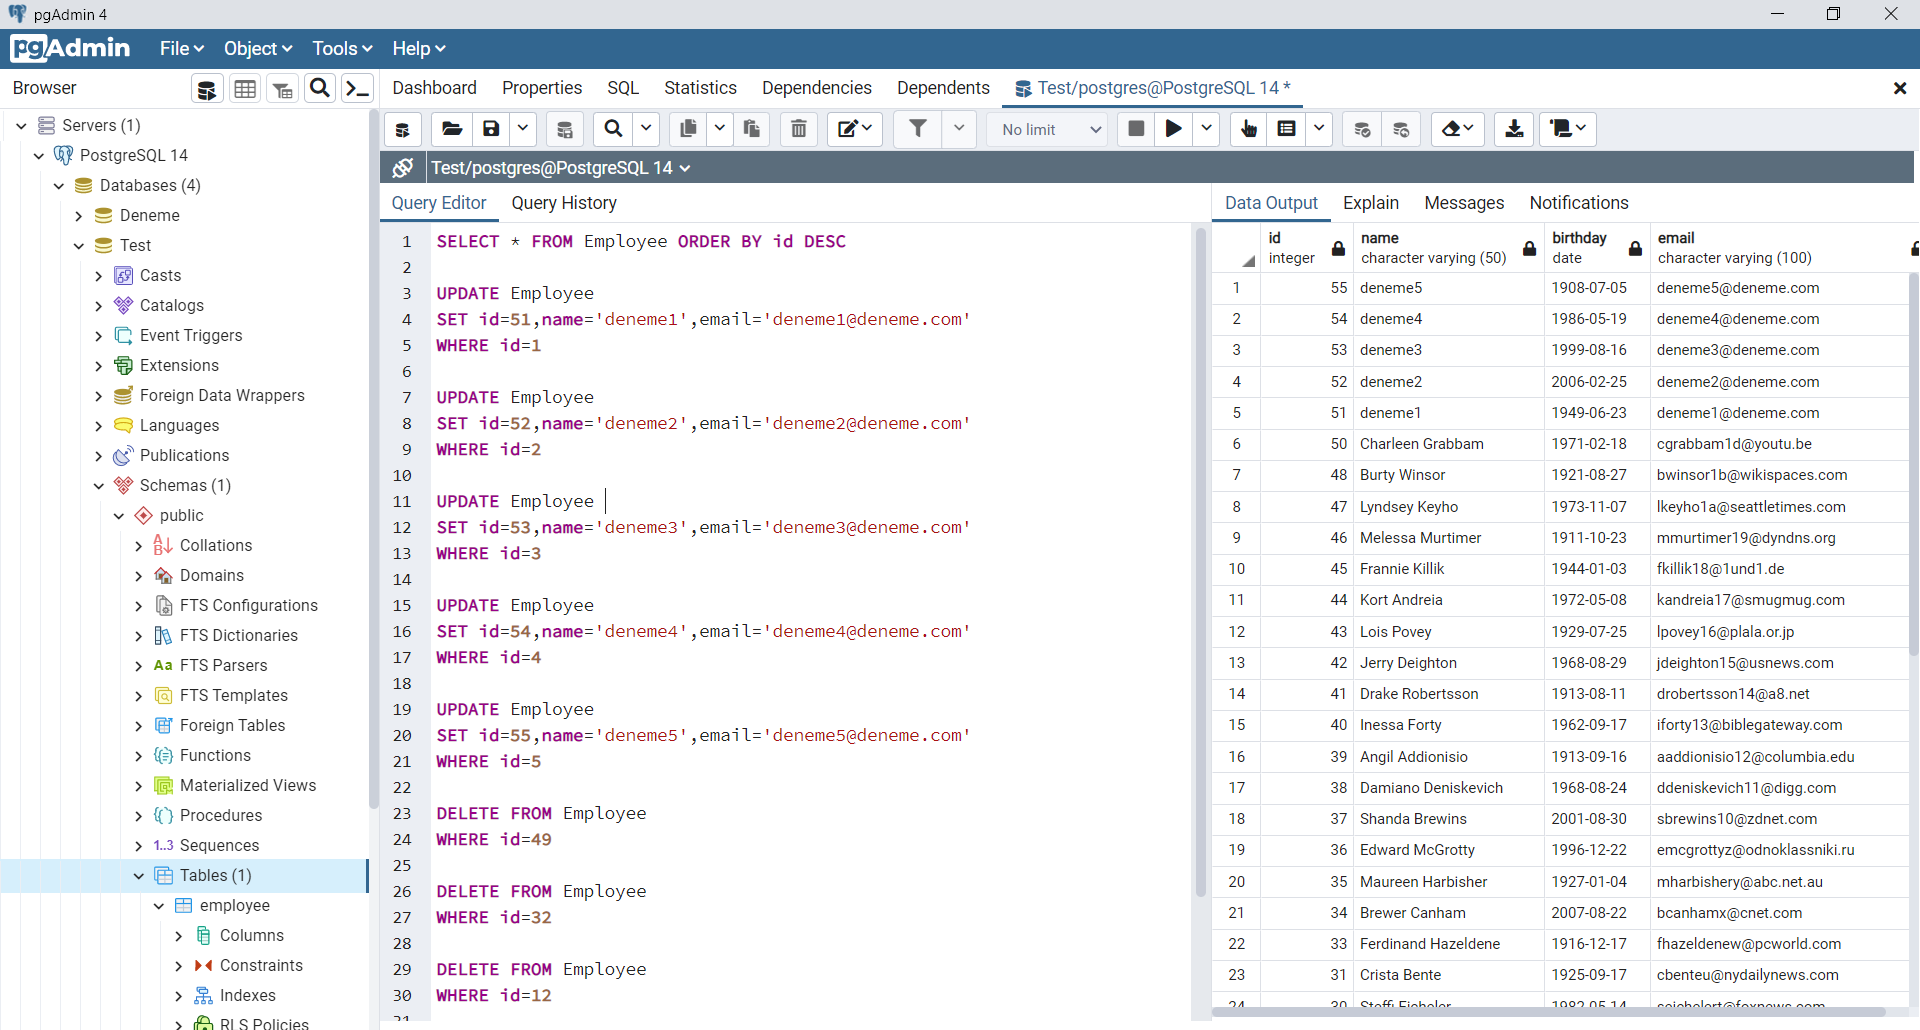 pgAdmin 4
pgAdmin File Object Tools Help
Browser
Dashboard Properties SQL Statistics Dependencies Dependents Test/postgres@PostgreSQL 14 *
No limit
Test/postgres@PostgreSQL 14
Servers (1)
PostgreSQL 14
Databases (4)
Deneme
Test
Casts
Catalogs
Event Triggers
Extensions
Foreign Data Wrappers
Languages
Publications
Schemas (1)
public
Collations
Domains
FTS Configurations
FTS Dictionaries
Aa FTS Parsers
FTS Templates
Foreign Tables
Functions
Materialized Views
Procedures
1..3 Sequences
Tables (1)
employee
Columns
Constraints
Indexes
RLS Policies
Query Editor Query History
1 SELECT * FROM Employee ORDER BY id DESC
2
3 UPDATE Employee
4 SET id=51,name='deneme1',email='deneme1@deneme.com'
5 WHERE id=1
6
7 UPDATE Employee
8 SET id=52,name='deneme2',email='deneme2@deneme.com'
9 WHERE id=2
10
11 UPDATE Employee
12 SET id=53,name='deneme3',email='deneme3@deneme.com'
13 WHERE id=3
14
15 UPDATE Employee
16 SET id=54,name='deneme4',email='deneme4@deneme.com'
17 WHERE id=4
18
19 UPDATE Employee
20 SET id=55,name='deneme5',email='deneme5@deneme.com'
21 WHERE id=5
22
23 DELETE FROM Employee
24 WHERE id=49
25
26 DELETE FROM Employee
27 WHERE id=32
28
29 DELETE FROM Employee
30 WHERE id=12
31
Data Output Explain Messages Notifications
id name birthday email
integer character varying (50) date character varying (100)
1 55 deneme5 1908-07-05 deneme5@deneme.com
2 54 deneme4 1986-05-19 deneme4@deneme.com
3 53 deneme3 1999-08-16 deneme3@deneme.com
4 52 deneme2 2006-02-25 deneme2@deneme.com
5 51 deneme1 1949-06-23 deneme1@deneme.com
6 50 Charleen Grabbam 1971-02-18 cgrabbam1d@youtu.be
7 48 Burty Winsor 1921-08-27 bwinsor1b@wikispaces.com
8 47 Lyndsey Keyho 1973-11-07 lkeyho1a@seattletimes.com
9 46 Melessa Murtimer 1911-10-23 mmurtimer19@dyndns.org
10 45 Frannie Killik 1944-01-03 fkillik18@1und1.de
11 44 Kort Andreia 1972-05-08 kandreia17@smugmug.com
12 43 Lois Povey 1929-07-25 lpovey16@plala.or.jp
13 42 Jerry Deighton 1968-08-29 jdeighton15@usnews.com
14 41 Drake Robertsson 1913-08-11 drobertsson14@a8.net
15 40 Inessa Forty 1962-09-17 iforty13@biblegateway.com
16 39 Angil Addionisio 1913-09-16 aaddionisio12@columbia.edu
17 38 Damiano Deniskevich 1968-08-24 ddeniskevich11@digg.com
18 37 Shanda Brewins 2001-08-30 sbrewins10@zdnet.com
19 36 Edward McGrotty 1996-12-22 emcgrottyz@odnoklassniki.ru
20 35 Maureen Harbisher 1927-01-04 mharbishery@abc.net.au
21 34 Brewer Canham 2007-08-22 bcanhamx@cnet.com
22 33 Ferdinand Hazeldene 1916-12-17 fhazeldenew@pcworld.com
23 31 Crista Bente 1925-09-17 cbenteu@nydailynews.com
24 30 1982-05-14